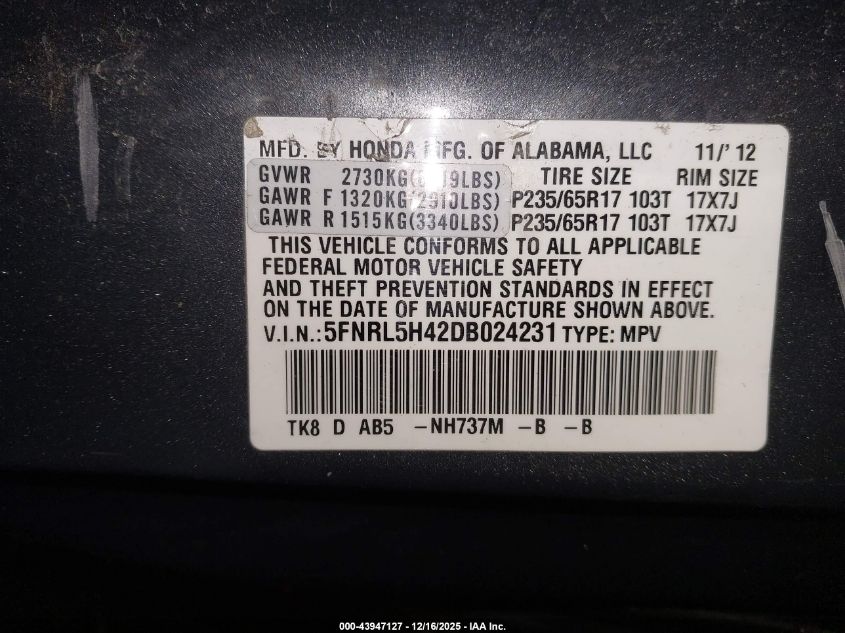 MFD. BY HONDA MFG. OF ALABAMA, LLC 11/'12
GVWR 2730KG( 9LBS) TIRE SIZE RIM SIZE
GAWR F 1320KG(2910LBS) P235/65R17 103T 17X7J
GAWR R 1515KG(3340LBS) P235/65R17 103T 17X7J
THIS VEHICLE CONFORMS TO ALL APPLICABLE
FEDERAL MOTOR VEHICLE SAFETY
AND THEFT PREVENTION STANDARDS IN EFFECT
ON THE DATE OF MANUFACTURE SHOWN ABOVE.
V.I.N.: 5FNRL5H42DB024231 TYPE: MPV
TK8 D AB5 -NH737M -B -B
000-43947127 - 12/16/2025 - IAA Inc.